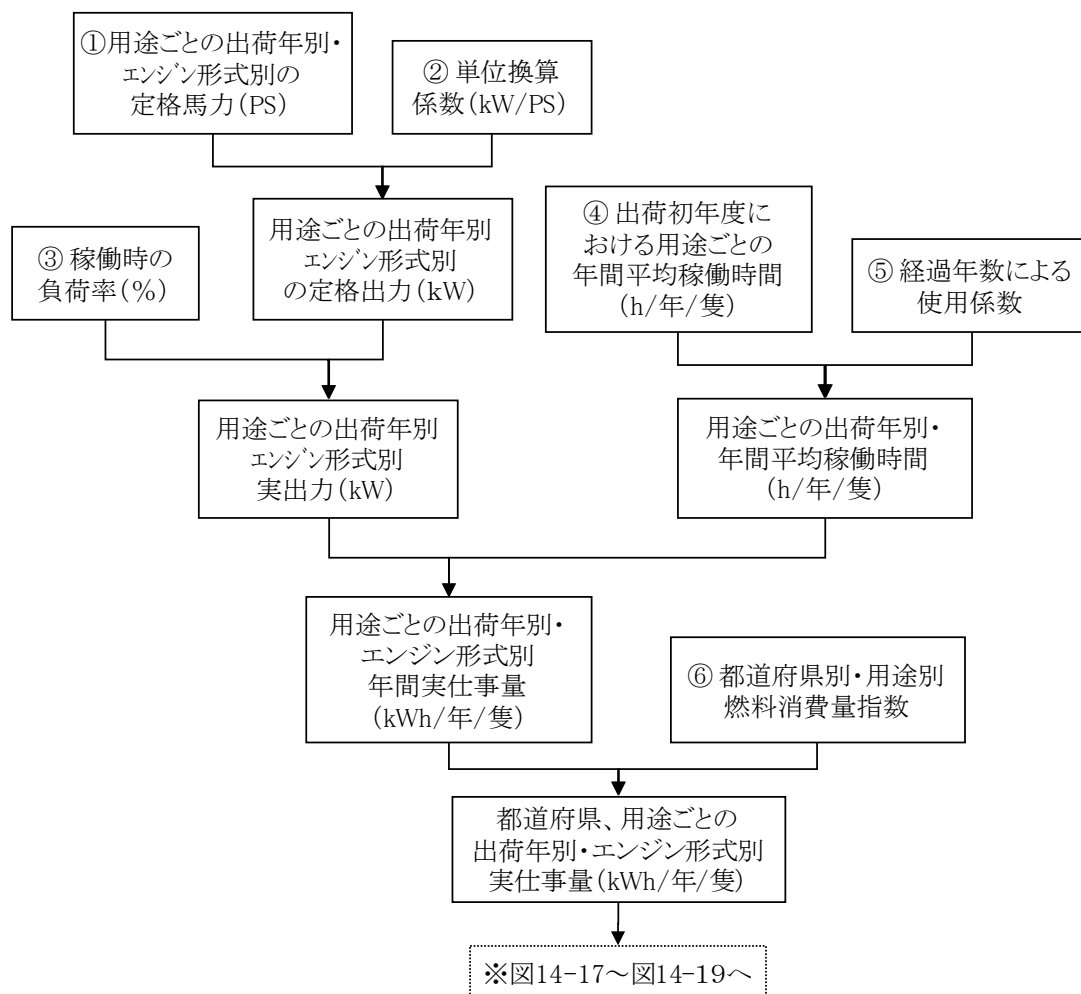 ①用途ごとの出荷年別・
エンジン形式別の
定格馬力(PS)
② 単位換算
係数(kW/PS)
③ 稼働時の
負荷率(%)
用途ごとの出荷年別
エンジン形式別
の定格出力(kW)
④ 出荷初年度に
おける用途ごとの
年間平均稼働時間
(h/年/隻)
⑤ 経過年数による
使用係数
用途ごとの出荷年別
エンジン形式別
実出力(kW)
用途ごとの出荷年別・
年間平均稼働時間
(h/年/隻)
用途ごとの出荷年別・
エンジン形式別
年間実仕事量
(kWh/年/隻)
⑥ 都道府県別・用途別
燃料消費量指数
都道府県、用途ごとの
出荷年別・エンジン形式別
実仕事量(kWh/年/隻)
※図14-17～図14-19へ